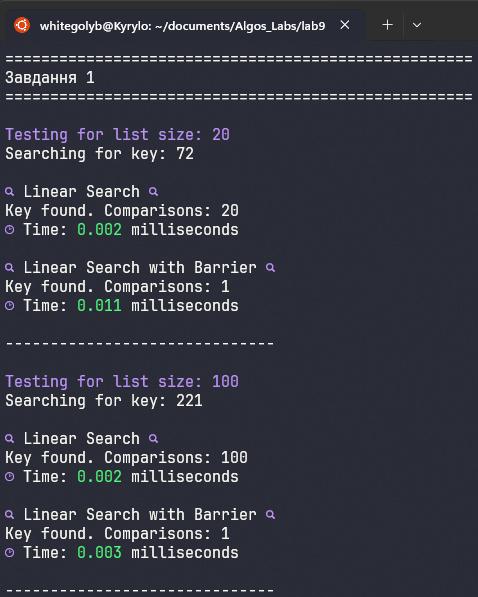 whitegolyb@Kyrylo: ~/documents/Algos_Labs/lab9
====================================================
Завдання 1
====================================================
Testing for list size: 20
Searching for key: 72
Linear Search
Key found. Comparisons: 20
Time: 0.002 milliseconds
Linear Search with Barrier
Key found. Comparisons: 1
Time: 0.011 milliseconds
------------------------------
Testing for list size: 100
Searching for key: 221
Linear Search
Key found. Comparisons: 100
Time: 0.002 milliseconds
Linear Search with Barrier
Key found. Comparisons: 1
Time: 0.003 milliseconds
------------------------------